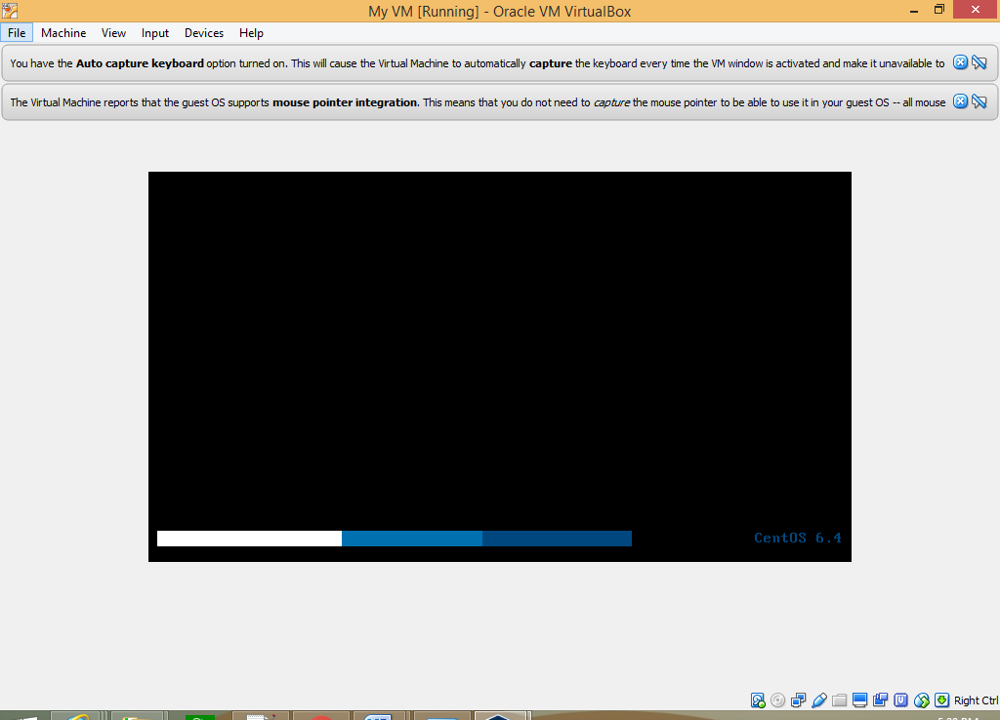 My VM [Running] - Oracle VM VirtualBox
File Machine View Input Devices Help
You have the Auto capture keyboard option turned on. This will cause the Virtual Machine to automatically capture the keyboard every time the VM window is activated and make it unavailable to
The Virtual Machine reports that the guest OS supports mouse pointer integration. This means that you do not need to capture the mouse pointer to be able to use it in your guest OS -- all mouse
CentOS 6.4
Right Ctrl